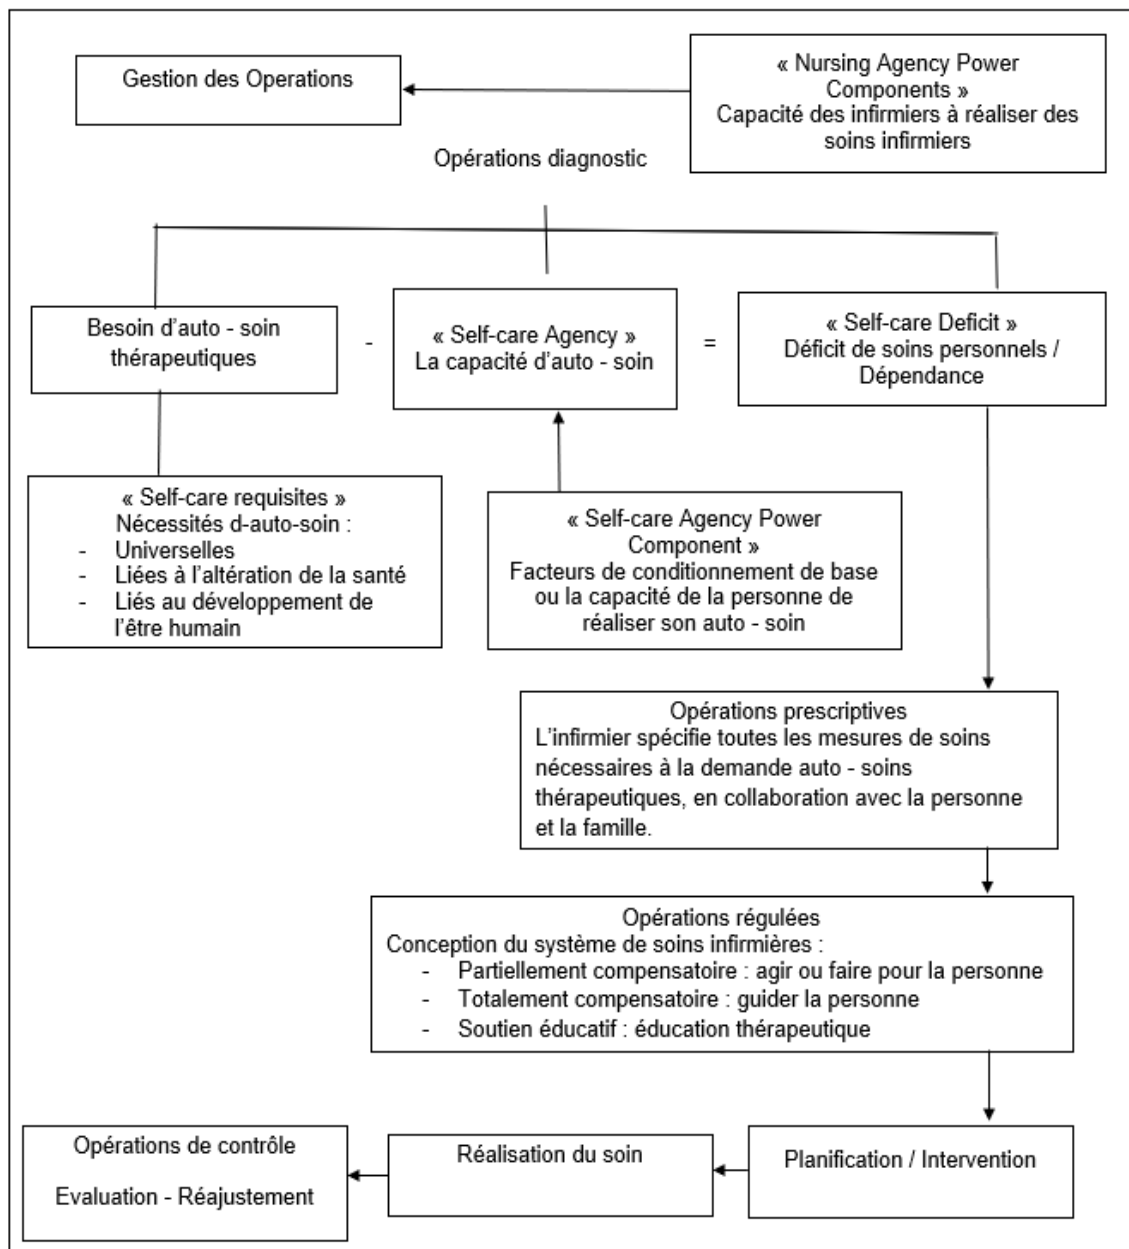 Gestion des Operations
« Nursing Agency Power
Components »
Capacité des infirmiers à réaliser des
soins infirmiers
Opérations diagnostic
Besoin d’auto - soin
thérapeutiques
-
« Self-care Agency »
La capacité d’auto - soin
=
« Self-care Deficit »
Déficit de soins personnels /
Dépendance
« Self-care requisites »
Nécessités d-auto-soin :
- Universelles
- Liées à l’altération de la santé
- Liés au développement de
l’être humain
« Self-care Agency Power
Component »
Facteurs de conditionnement de base
ou la capacité de la personne de
réaliser son auto - soin
Opérations prescriptives
L’infirmier spécifie toutes les mesures de soins
nécessaires à la demande auto - soins
thérapeutiques, en collaboration avec la personne
et la famille.
Opérations régulées
Conception du système de soins infirmières :
- Partiellement compensatoire : agir ou faire pour la personne
- Totalement compensatoire : guider la personne
- Soutien éducatif : éducation thérapeutique
Opérations de contrôle
Evaluation - Réajustement
Réalisation du soin
Planification / Intervention